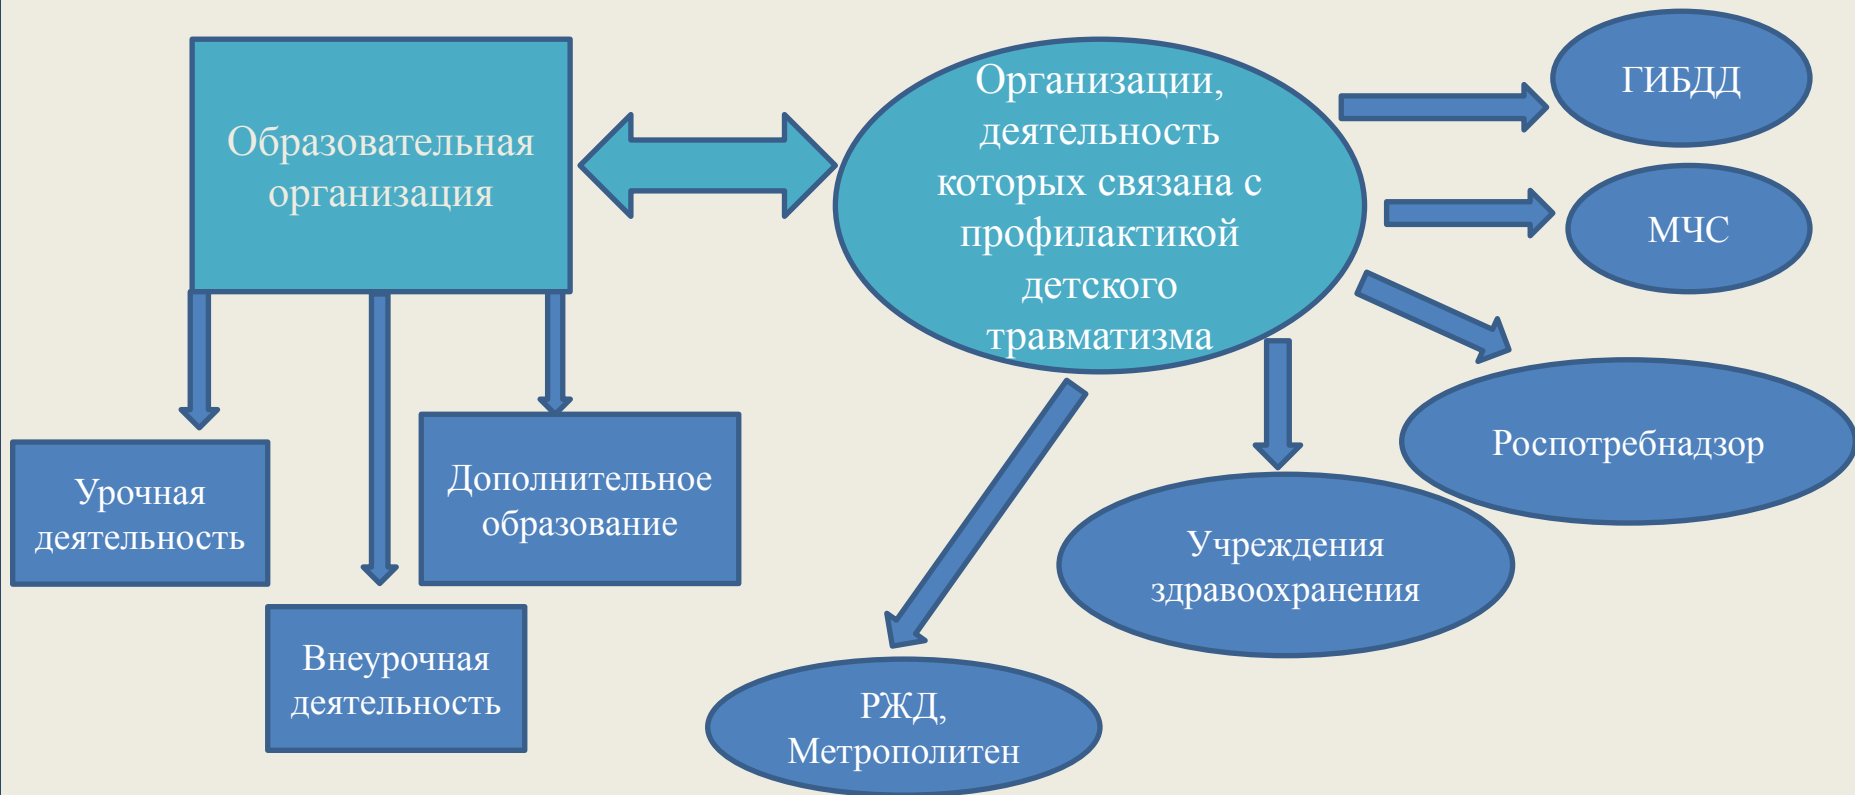 Образовательная
организация
Организации,
деятельность
которых связана с
профилактикой
детского
травматизма
ГИБДД
МЧС
Роспотребнадзор
Учреждения
здравоохранения
РЖД,
Метрополитен
Урочная
деятельность
Внеурочная
деятельность
Дополнительное
образование